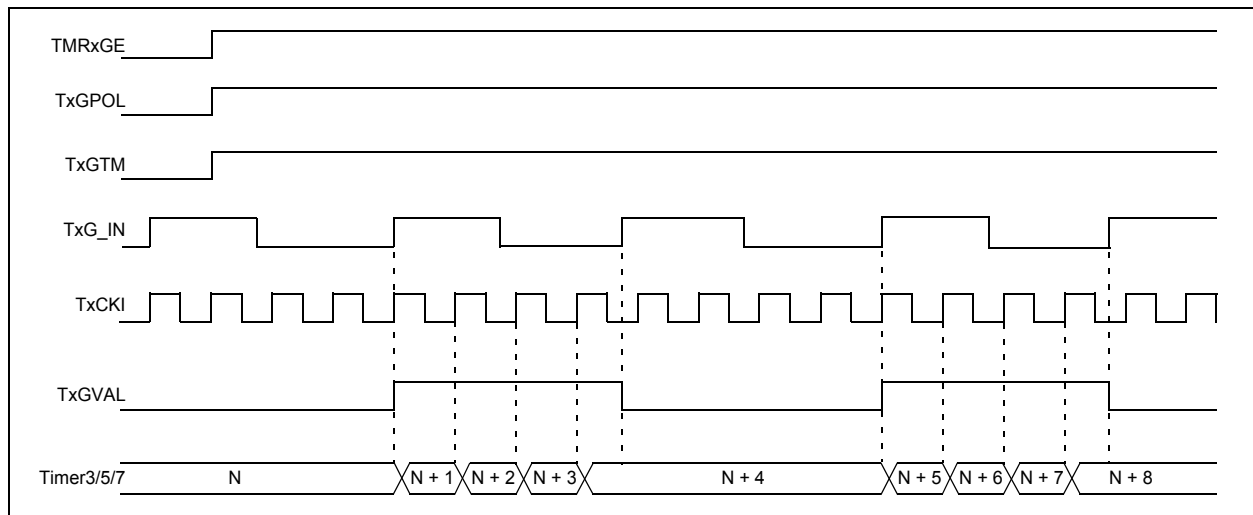 TMRxGE
TxGPOL
TxGTM
TxG_IN
TxCKI
TxGVAL
Timer3/5/7 N N + 1 N + 2 N + 3 N + 4 N + 5 N + 6 N + 7 N + 8